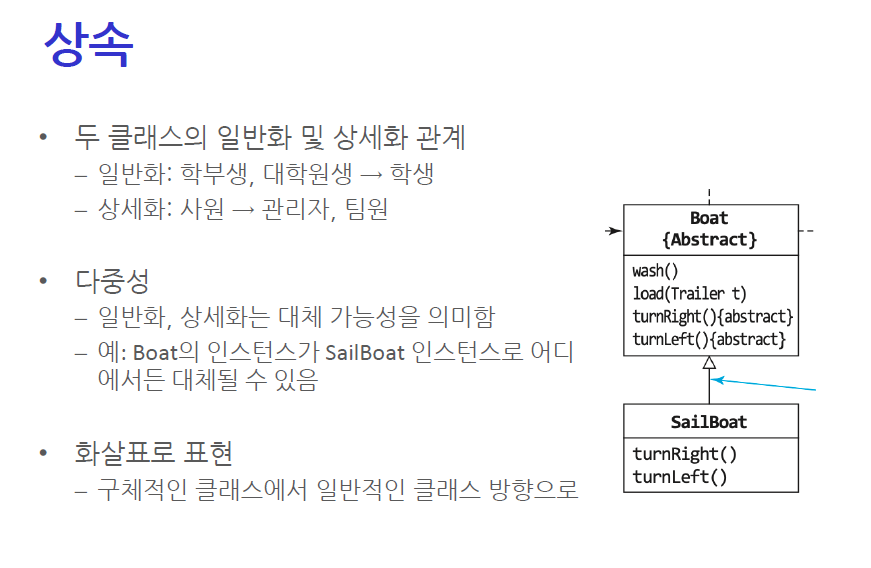 상속
• 두 클래스의 일반화 및 상세화 관계
– 일반화: 학부생, 대학원생 → 학생
– 상세화: 사원 → 관리자, 팀원
• 다중성
– 일반화, 상세화는 대체 가능성을 의미함
– 예: Boat의 인스턴스가 SailBoat 인스턴스로 어디
에서든 대체될 수 있음
• 화살표로 표현
– 구체적인 클래스에서 일반적인 클래스 방향으로
Boat
{Abstract}
wash()
load(Trailer t)
turnRight(){abstract}
turnLeft(){abstract}
SailBoat
turnRight()
turnLeft()